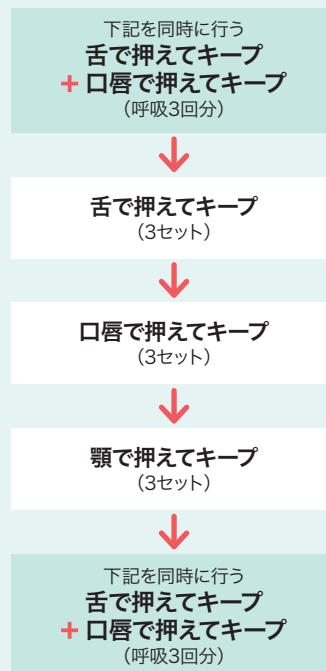 下記を同時に行う
舌で押えてキープ
+ 口唇で押えてキープ
(呼吸3回分)
舌で押えてキープ
(3セット)
口唇で押えてキープ
(3セット)
顎で押えてキープ
(3セット)
下記を同時に行う
舌で押えてキープ
+ 口唇で押えてキープ
(呼吸3回分)